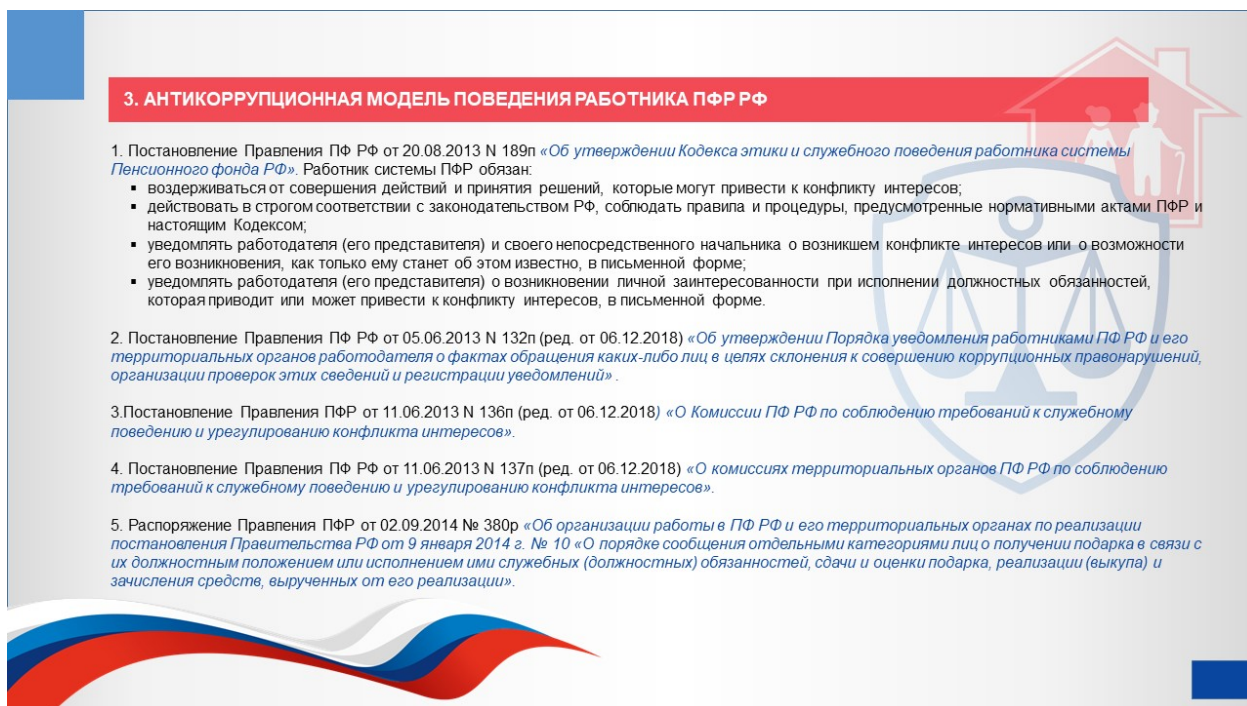 3. АНТИКОРРУПЦИОННАЯ МОДЕЛЬ ПОВЕДЕНИЯ РАБОТНИКА ПФР РФ
1. Постановление Правления ПФ РФ от 20.08.2013 N 189п «Об утверждении Кодекса этики и служебного поведения работника системы
Пенсионного фонда РФ». Работник системы ПФР обязан:
▪ воздерживаться от совершения действий и принятия решений, которые могут привести к конфликту интересов;
▪ действовать в строгом соответствии с законодательством РФ, соблюдать правила и процедуры, предусмотренные нормативными актами ПФР и
настоящим Кодексом;
▪ уведомлять работодателя (его представителя) и своего непосредственного начальника о возникшем конфликте интересов или о возможности
его возникновения, как только ему станет об этом известно, в письменной форме;
▪ уведомлять работодателя (его представителя) о возникновении личной заинтересованности при исполнении должностных обязанностей,
которая приводит или может привести к конфликту интересов, в письменной форме.
2. Постановление Правления ПФ РФ от 05.06.2013 N 132п (ред. от 06.12.2018) «Об утверждении Порядка уведомления работниками ПФ РФ и его
территориальных органов работодателя о фактах обращения каких-либо лиц в целях склонения к совершению коррупционных правонарушений,
организации проверок этих сведений и регистрации уведомлений» .
3.Постановление Правления ПФР от 11.06.2013 N 136п (ред. от 06.12.2018) «О Комиссии ПФ РФ по соблюдению требований к служебному
поведению и урегулированию конфликта интересов».
4. Постановление Правления ПФ РФ от 11.06.2013 N 137п (ред. от 06.12.2018) «О комиссиях территориальных органов ПФ РФ по соблюдению
требований к служебному поведению и урегулированию конфликта интересов».
5. Распоряжение Правления ПФР от 02.09.2014 № 380р «Об организации работы в ПФ РФ и его территориальных органах по реализации
постановления Правительства РФ от 9 января 2014 г. № 10 «О порядке сообщения отдельными категориями лиц о получении подарка в связи с
их должностным положением или исполнением ими служебных (должностных) обязанностей, сдачи и оценки подарка, реализации (выкупа) и
зачисления средств, вырученных от его реализации».